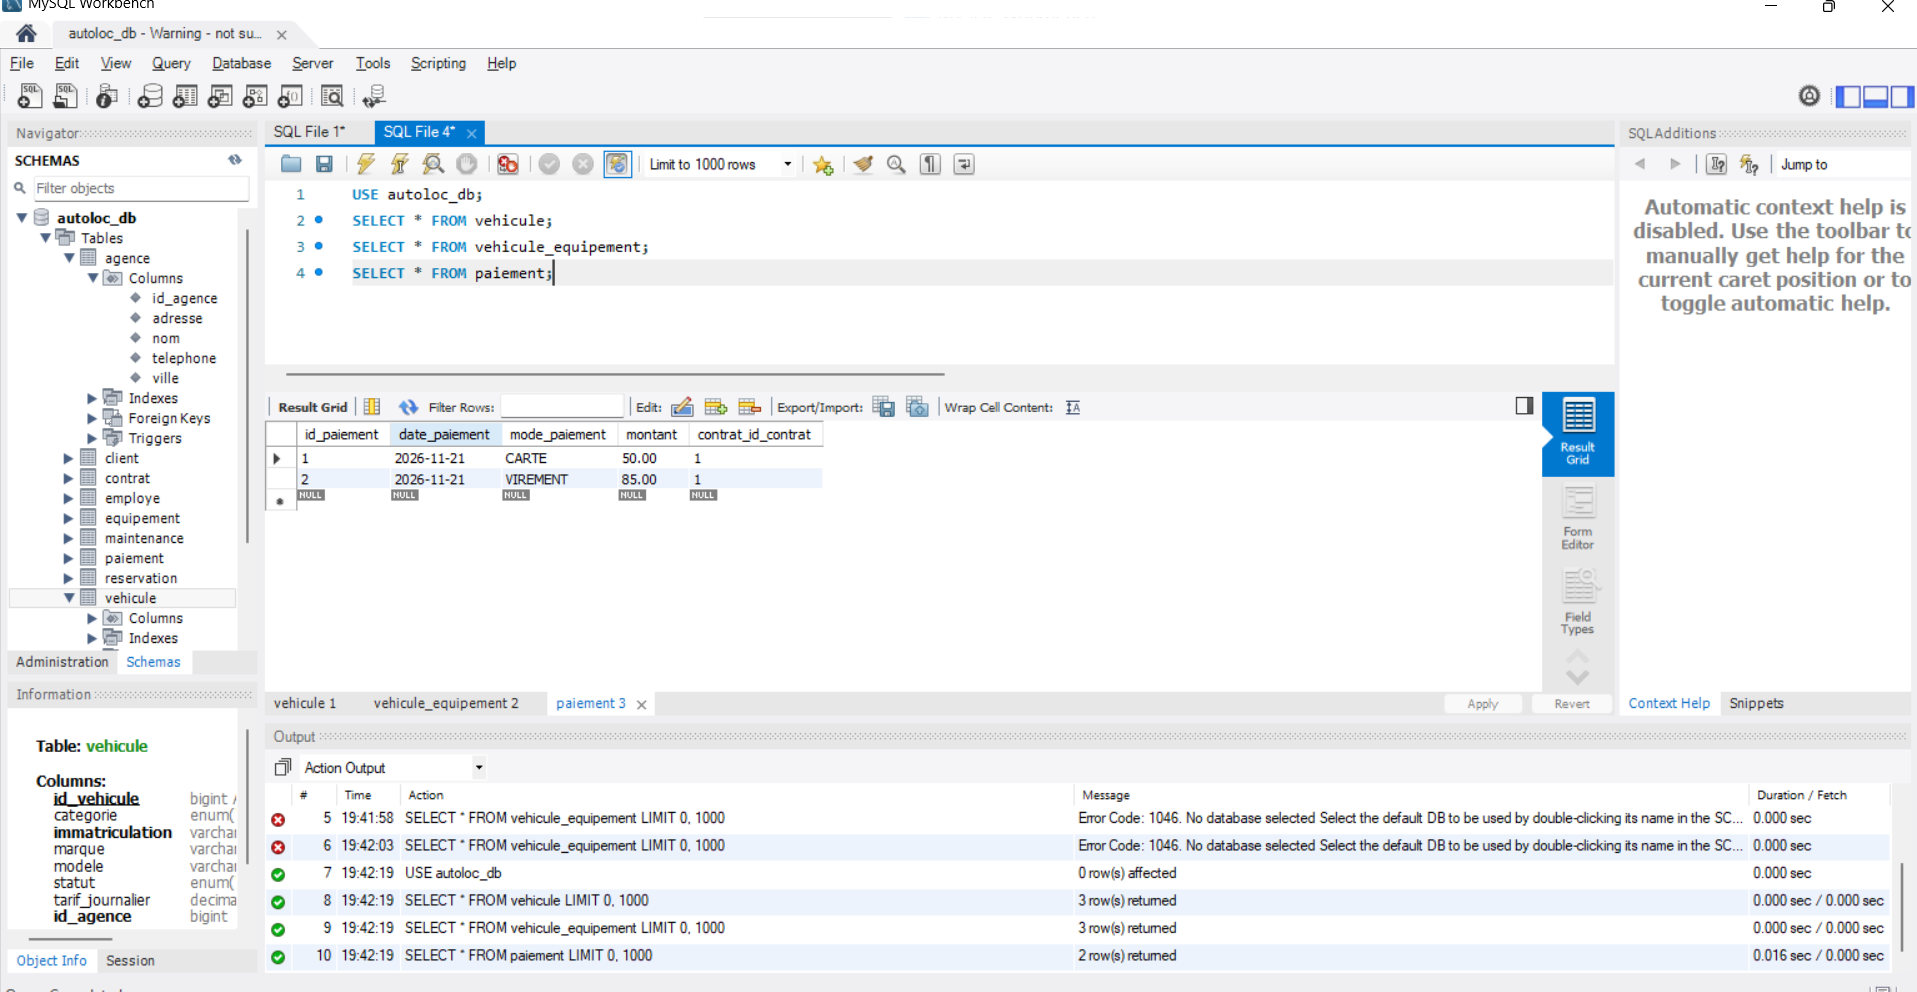 MySQL Workbench
autoloc_db - Warning - not su...
File Edit View Query Database Server Tools Scripting Help
Navigator
SCHEMAS
Filter objects
autoloc_db
Tables
agence
Columns
id_agence
adresse
nom
telephone
ville
Indexes
Foreign Keys
Triggers
client
contrat
employe
equipement
maintenance
paiement
reservation
vehicule
Columns
Indexes
Administration Schemas
Information
Table: vehicule
Columns:
id_vehicule bigint
categorie enum(
immatriculation varchar
marque varchar
modele varchar
statut enum(
tarif_journalier decima
id_agence bigint
Object Info Session
SQL File 1* SQL File 4*
Limit to 1000 rows
1 USE autoloc_db;
2 SELECT * FROM vehicule;
3 SELECT * FROM vehicule_equipement;
4 SELECT * FROM paiement;
Result Grid Filter Rows: Edit: Export/Import: Wrap Cell Content:
id_paiement date_paiement mode_paiement montant contrat_id_contrat
1 2026-11-21 CARTE 50.00 1
2 2026-11-21 VIREMENT 85.00 1
NULL NULL NULL NULL NULL
Result
Grid
Form
Editor
Field
Types
vehicule 1 vehicule_equipement 2 paiement 3
Apply Revert
Output
Action Output
# Time Action Message Duration / Fetch
5 19:41:58 SELECT * FROM vehicule_equipement LIMIT 0, 1000 Error Code: 1046. No database selected Select the default DB to be used by double-clicking its name in the SC... 0.000 sec
6 19:42:03 SELECT * FROM vehicule_equipement LIMIT 0, 1000 Error Code: 1046. No database selected Select the default DB to be used by double-clicking its name in the SC... 0.000 sec
7 19:42:19 USE autoloc_db 0 row(s) affected 0.000 sec
8 19:42:19 SELECT * FROM vehicule LIMIT 0, 1000 3 row(s) returned 0.000 sec / 0.000 sec
9 19:42:19 SELECT * FROM vehicule_equipement LIMIT 0, 1000 3 row(s) returned 0.000 sec / 0.000 sec
10 19:42:19 SELECT * FROM paiement LIMIT 0, 1000 2 row(s) returned 0.016 sec / 0.000 sec
SQLAdditions
Jump to
Automatic context help is
disabled. Use the toolbar to
manually get help for the
current caret position or to
toggle automatic help.
Context Help Snippets